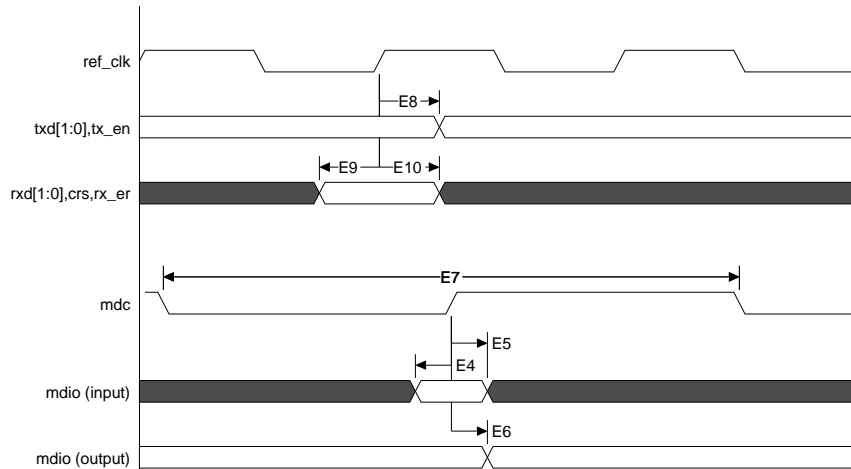 ref_clk
E8
txd[1:0],tx_en
E9
E10
rxd[1:0],crs,rx_er
E7
mdc
E5
E4
mdio (input)
E6
mdio (output)